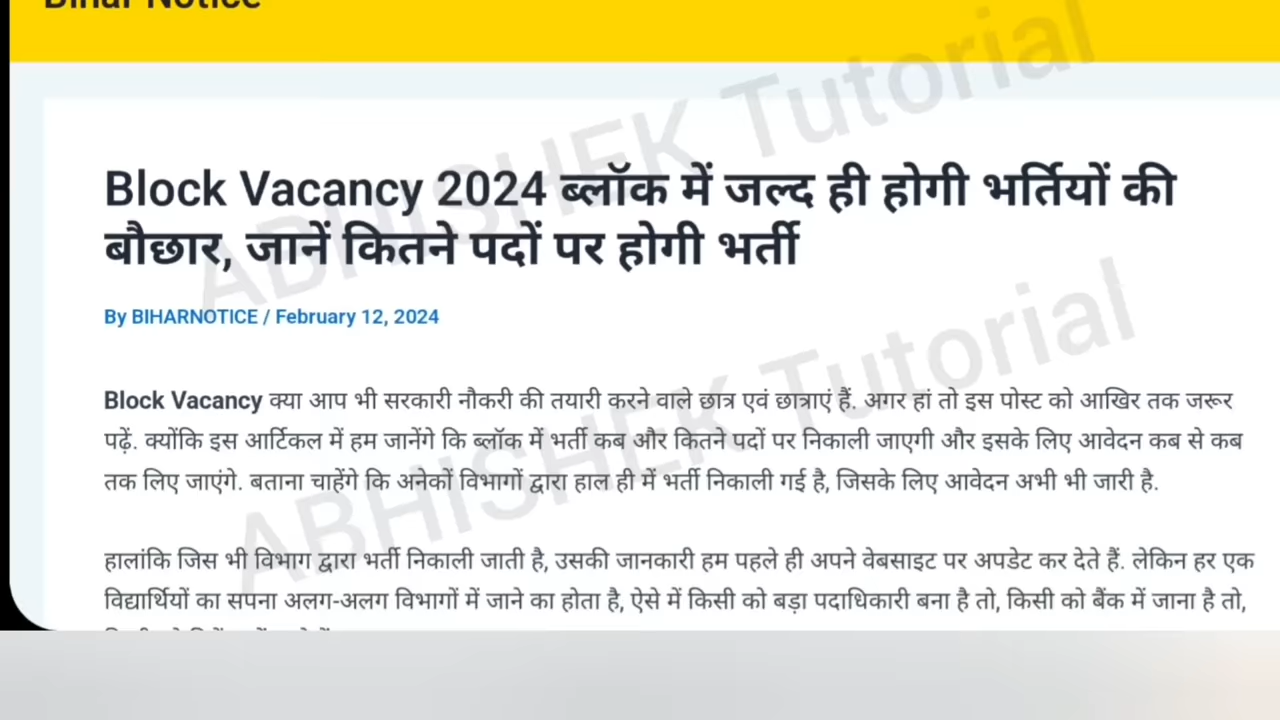 Bihar Notice
Block Vacancy 2024 ब्लॉक में जल्द ही होगी भर्तियों की
बौछार, जानें कितने पदों पर होगी भर्ती
By BIHARNOTICE / February 12, 2024
Block Vacancy क्या आप भी सरकारी नौकरी की तयारी करने वाले छात्र एवं छात्राएं हैं. अगर हां तो इस पोस्ट को आखिर तक जरूर
पढ़ें. क्योंकि इस आर्टिकल में हम जानेंगे कि ब्लॉक में भर्ती कब और कितने पदों पर निकाली जाएगी और इसके लिए आवेदन कब से कब
तक लिए जाएंगे. बताना चाहेंगे कि अनेकों विभागों द्वारा हाल ही में भर्ती निकाली गई है, जिसके लिए आवेदन अभी भी जारी है.
हालांकि जिस भी विभाग द्वारा भर्ती निकाली जाती है, उसकी जानकारी हम पहले ही अपने वेबसाइट पर अपडेट कर देते हैं. लेकिन हर एक
विद्यार्थियों का सपना अलग-अलग विभागों में जाने का होता है, ऐसे में किसी को बड़ा पदाधिकारी बना है तो, किसी को बैंक में जाना है तो,
ABHISHEK Tutorial
ABHISHEK Tutorial